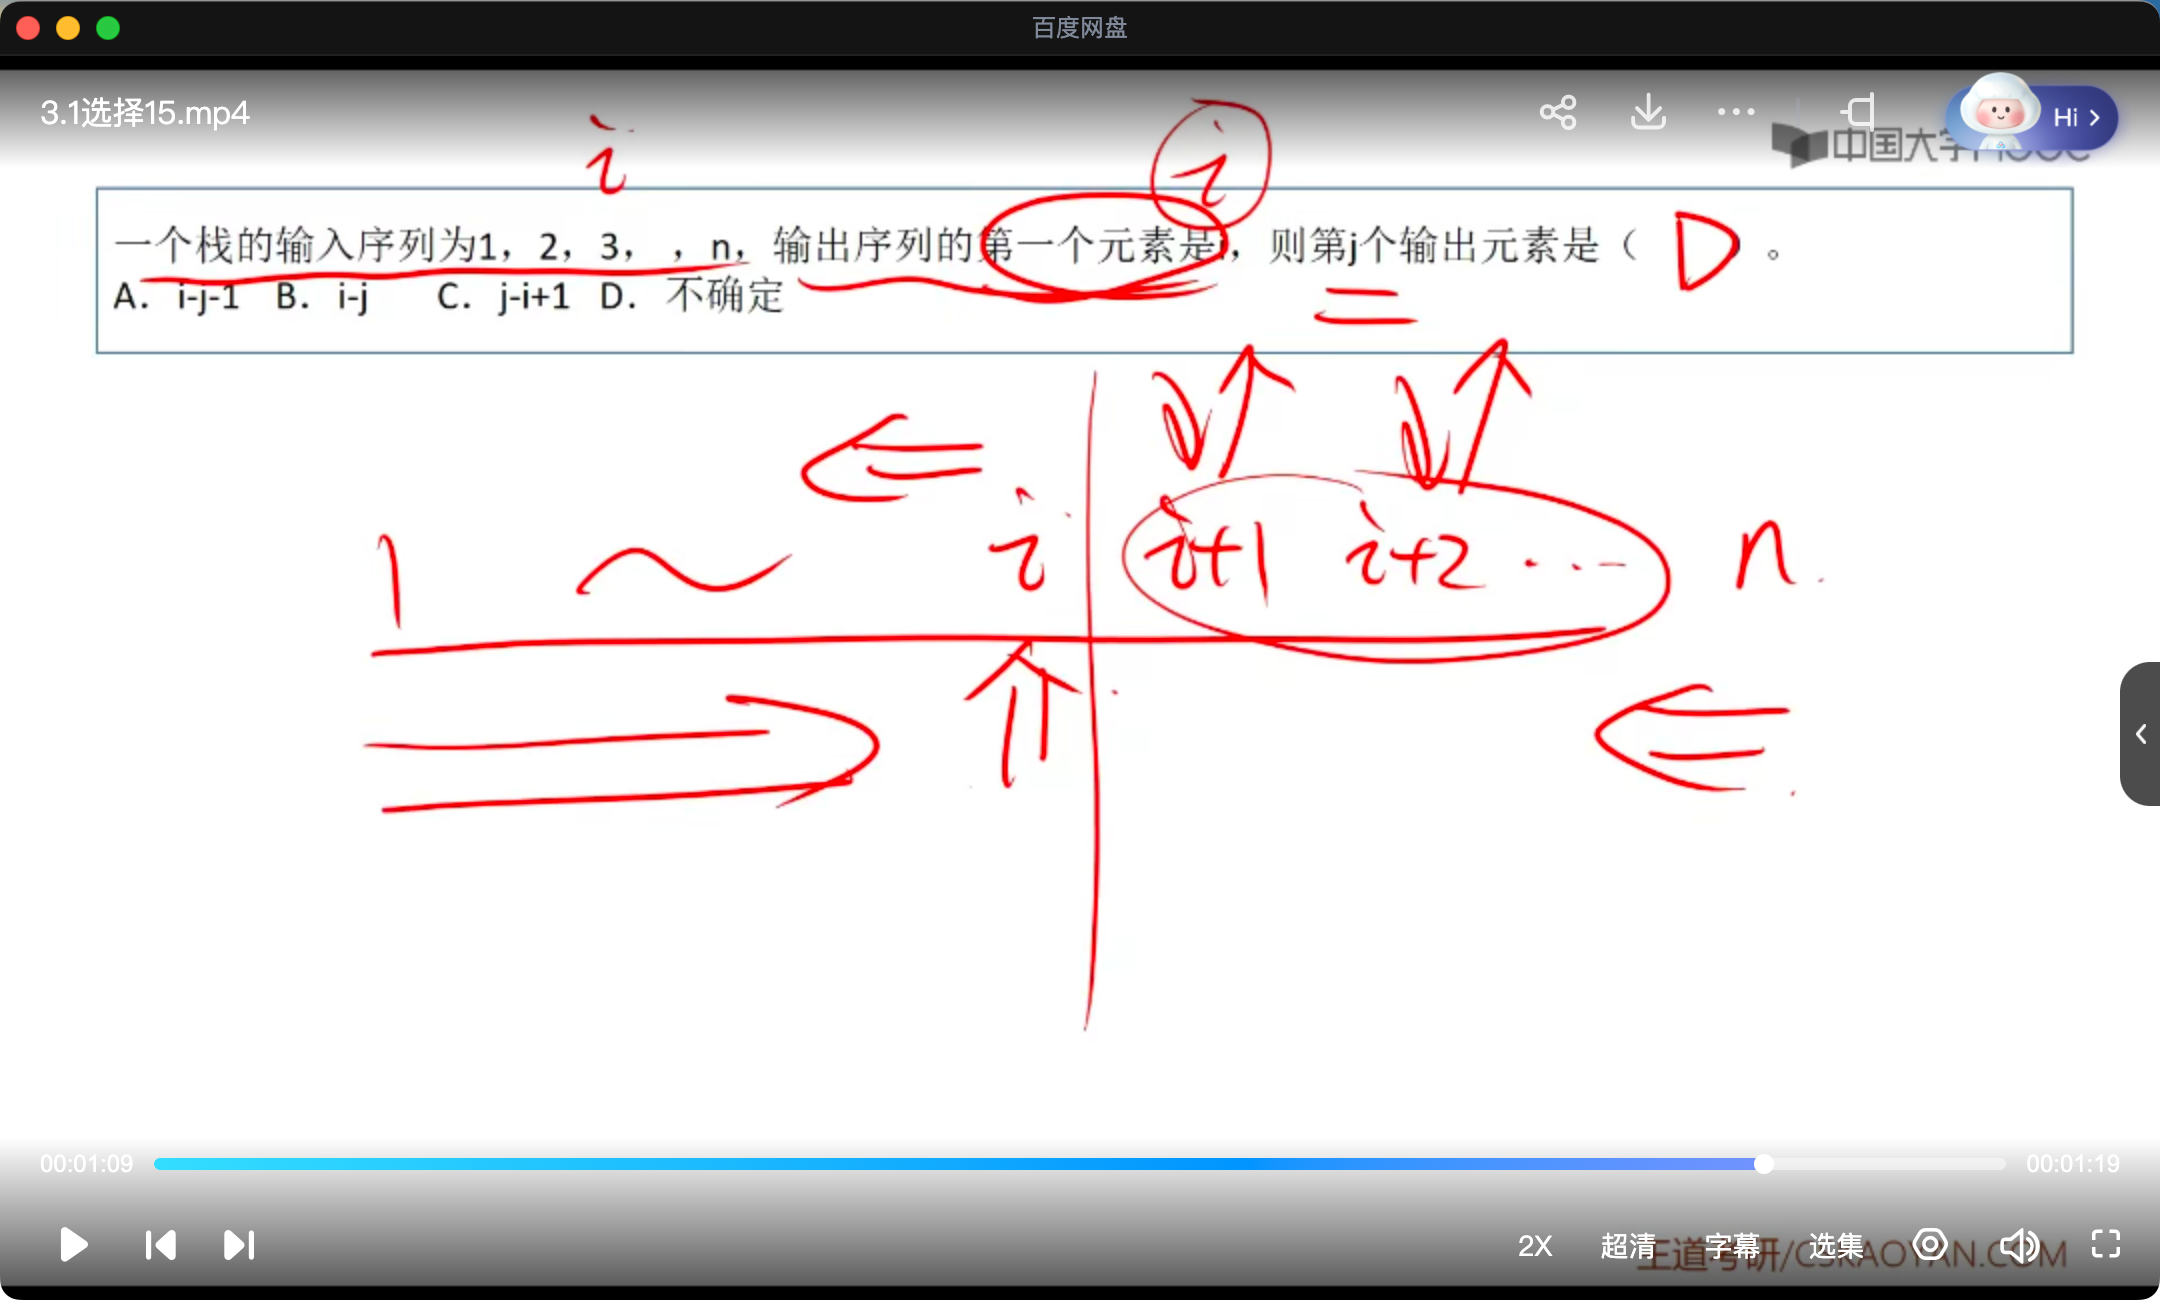 百度网盘
3.1选择15.mp4
Hi
中国大学MOOC
i
i
一个栈的输入序列为1，2，3， ，n，输出序列的第一个元素是i，则第j个输出元素是（ D ）。
A. i-j-1 B. i-j C. j-i+1 D. 不确定
1 ~ i i+1 i+2 ... n
00:01:09
00:01:19
2X 超清 字幕 选集
王道考研/CSKAOYAN.COM